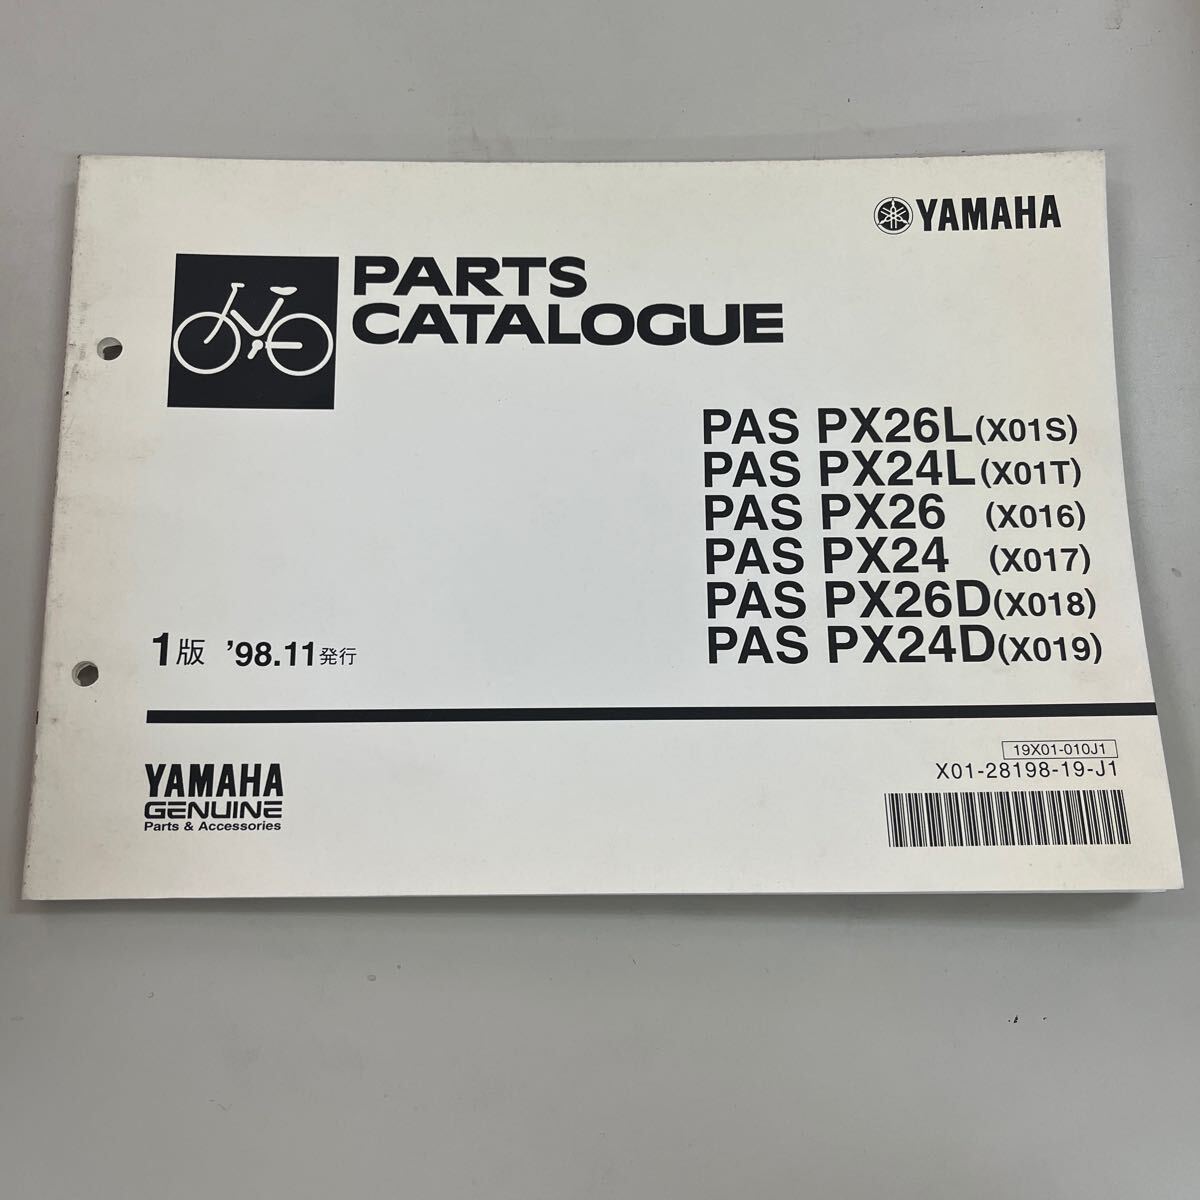 YAMAHA
PARTS
CATALOGUE
PAS PX26L(X01S)
PAS PX24L(X01T)
PAS PX26 (X016)
PAS PX24 (X017)
PAS PX26D(X018)
PAS PX24D(X019)
1版 '98.11発行
19X01-010J1
X01-28198-19-J1
YAMAHA
GENUINE
Parts & Accessories